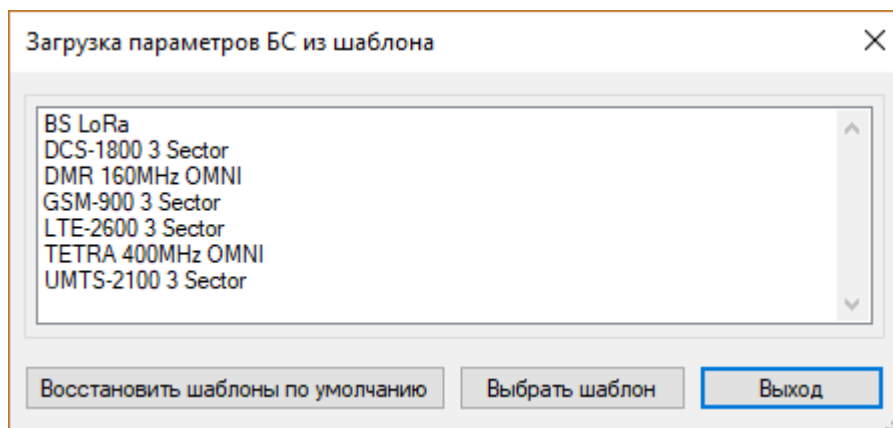 Загрузка параметров БС из шаблона
BS LoRa
DCS-1800 3 Sector
DMR 160MHz OMNI
GSM-900 3 Sector
LTE-2600 3 Sector
TETRA 400MHz OMNI
UMTS-2100 3 Sector
Восстановить шаблоны по умолчанию Выбрать шаблон Выход